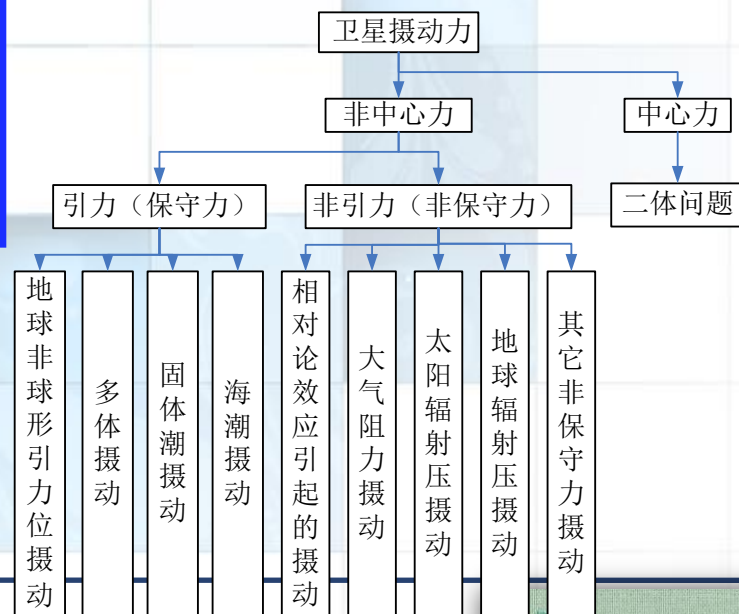 卫星摄动力
非中心力
中心力
引力（保守力）
非引力（非保守力）
二体问题
地球非球形引力位摄动
多体摄动
固体潮摄动
海潮摄动
相对论效应引起的摄动
大气阻力摄动
太阳辐射压摄动
地球辐射压摄动
其它非保守力摄动